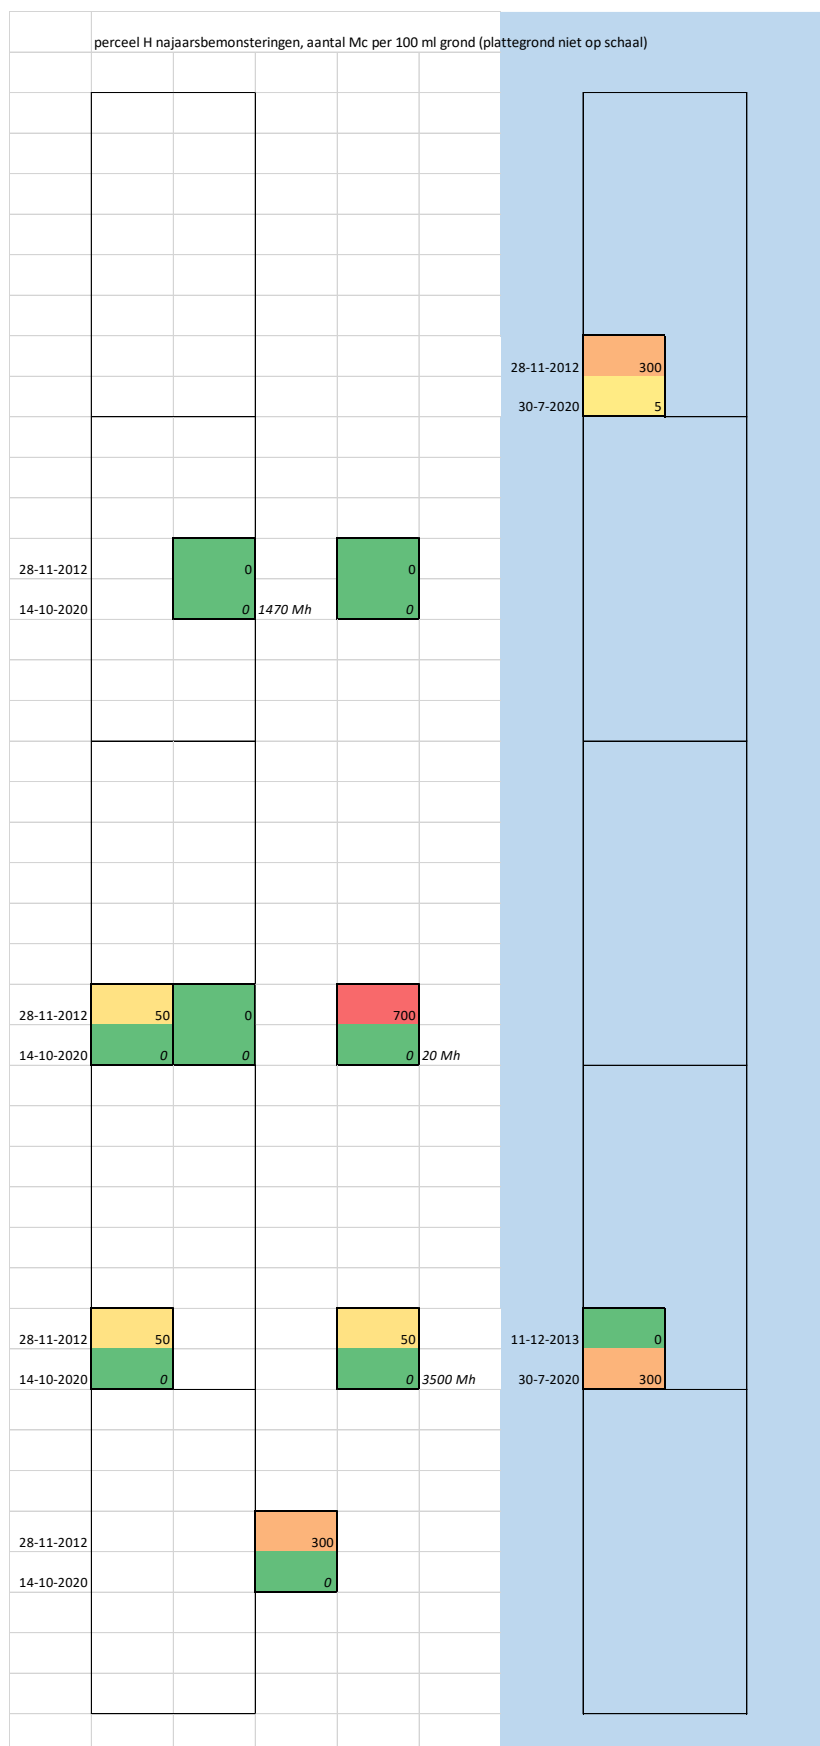 perceel H najaarsbemonsteringen, aantal Mc per 100 ml grond (plattegrond niet op schaal)
28-11-2012 300
30-7-2020 5
28-11-2012 0 0
14-10-2020 0 1470 Mh 0
28-11-2012 50 0 700
14-10-2020 0 0 0 20 Mh
28-11-2012 50 50 11-12-2013 0
14-10-2020 0 0 3500 Mh 30-7-2020 300
28-11-2012 300
14-10-2020 0